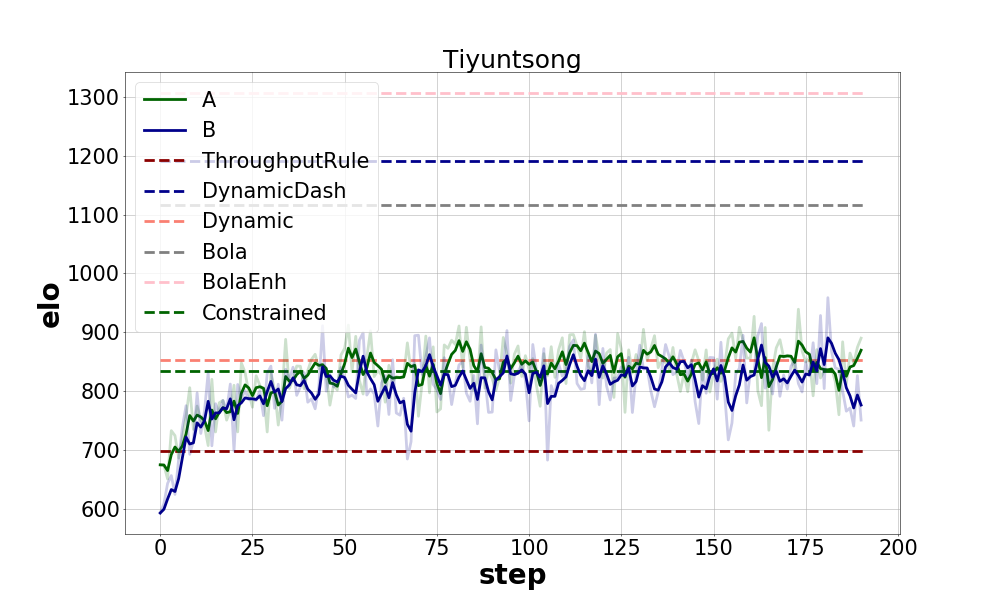 Tiyuntsong
1300
1200
1100
1000
900
800
700
600
elo
A
B
ThroughputRule
DynamicDash
Dynamic
Bola
BolaEnh
Constrained
0 25 50 75 100 125 150 175 200
step